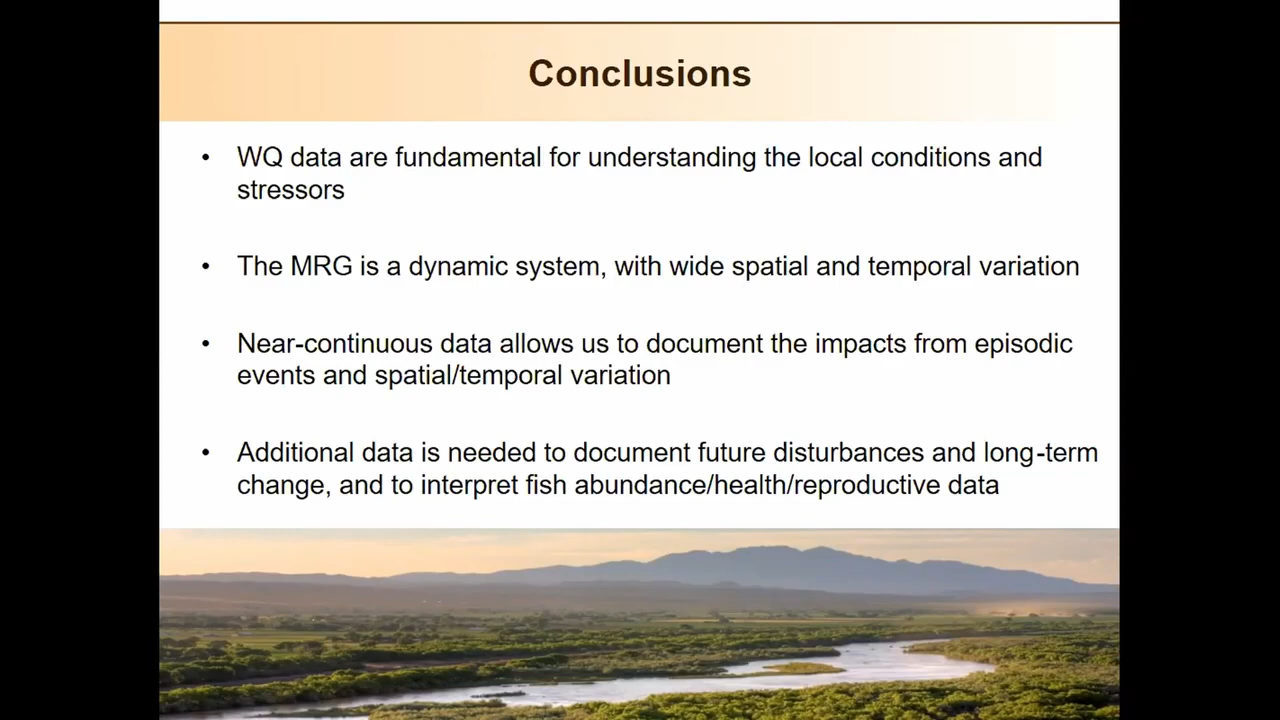 Conclusions
• WQ data are fundamental for understanding the local conditions and
stressors
• The MRG is a dynamic system, with wide spatial and temporal variation
• Near-continuous data allows us to document the impacts from episodic
events and spatial/temporal variation
• Additional data is needed to document future disturbances and long-term
change, and to interpret fish abundance/health/reproductive data